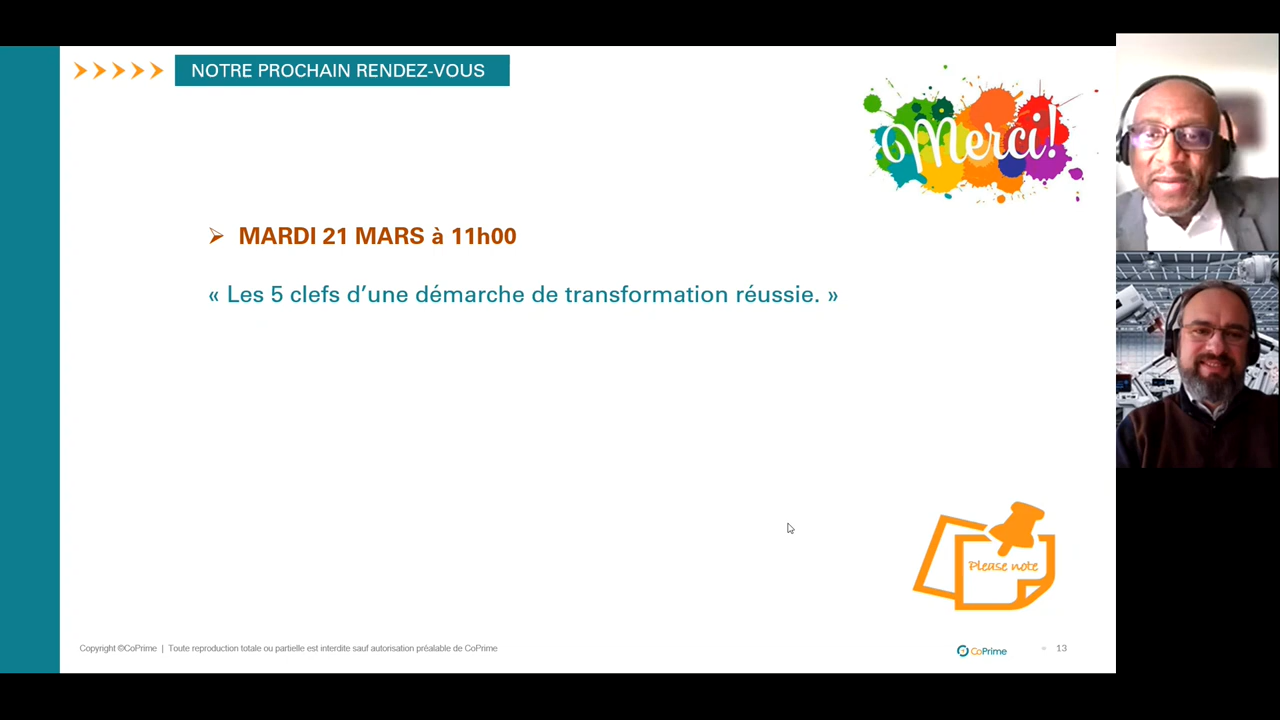 NOTRE PROCHAIN RENDEZ-VOUS
Merci!
MARDI 21 MARS à 11h00
« Les 5 clefs d’une démarche de transformation réussie. »
Please note
Copyright ©CoPrime | Toute reproduction totale ou partielle est interdite sauf autorisation préalable de CoPrime
CoPrime
13